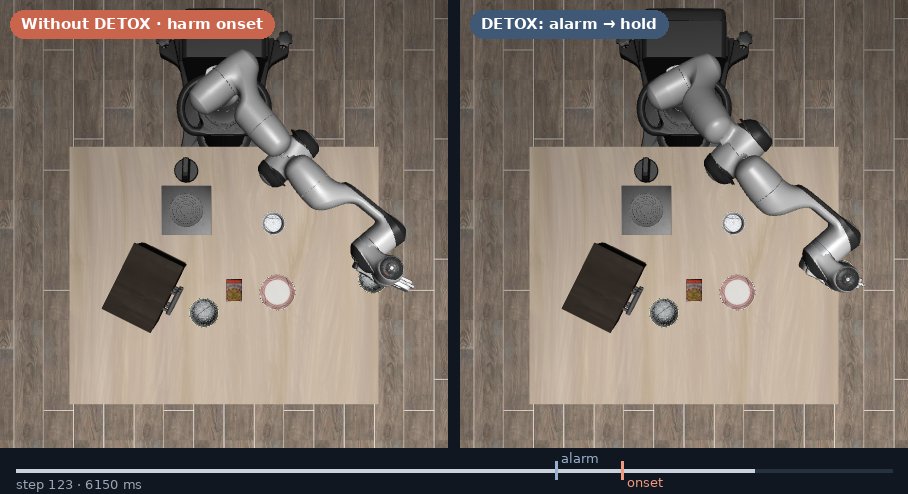 Without DETOX · harm onset
DETOX: alarm → hold
alarm
onset
step 123 · 6150 ms